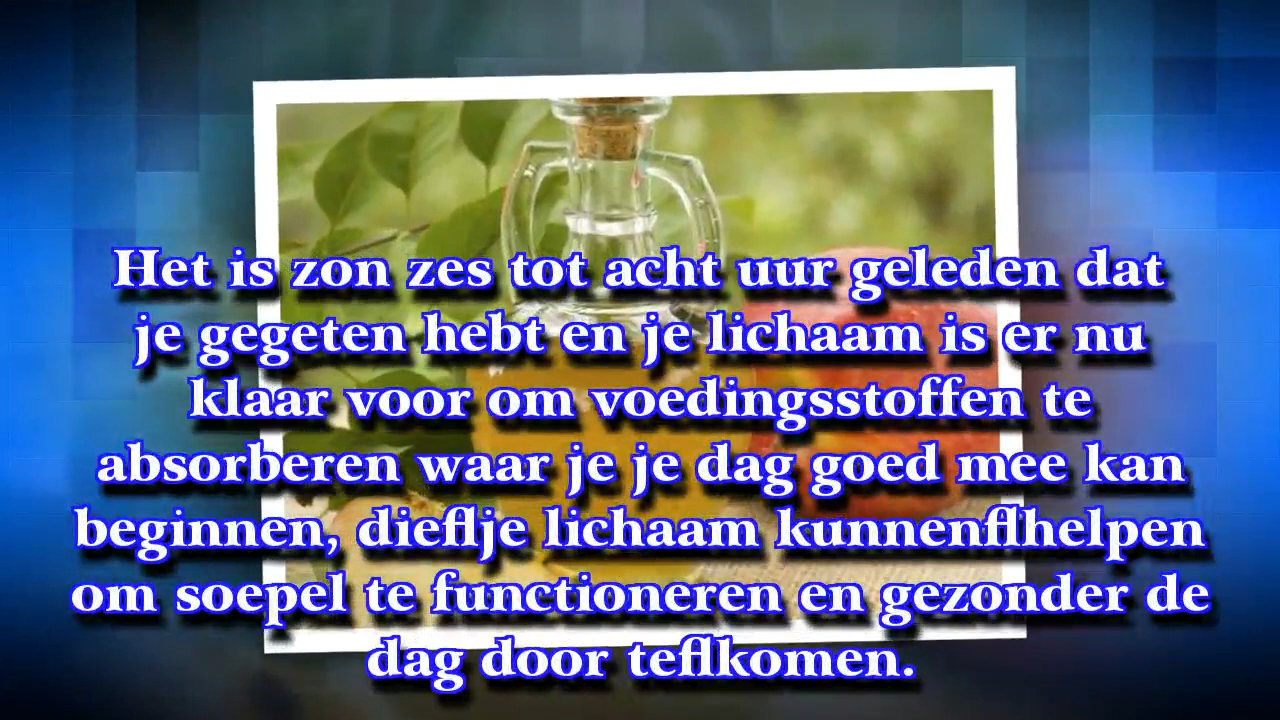 Het is zon zes tot acht uur geleden dat
je gegeten hebt en je lichaam is er nu
klaar voor om voedingsstoffen te
absorberen waar je je dag goed mee kan
beginnen, dieflje lichaam kunnenflhelpen
om soepel te functioneren en gezonder de
dag door teflkomen.